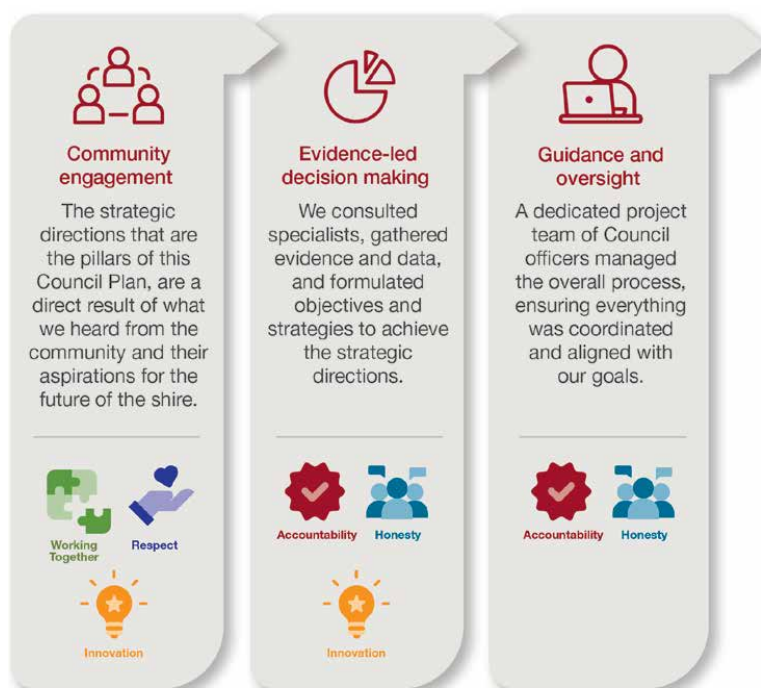 Community
engagement
The strategic
directions that are
the pillars of this
Council Plan, are a
direct result of what
we heard from the
community and their
aspirations for the
future of the shire.
Working
Together
Respect
Innovation
Evidence-led
decision making
We consulted
specialists, gathered
evidence and data,
and formulated
objectives and
strategies to achieve
the strategic
directions.
Accountability
Honesty
Innovation
Guidance and
oversight
A dedicated project
team of Council
officers managed
the overall process,
ensuring everything
was coordinated
and aligned with
our goals.
Accountability
Honesty